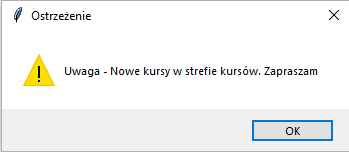 Ostrzeżenie
Uwaga - Nowe kursy w strefie kursów. Zapraszam
OK